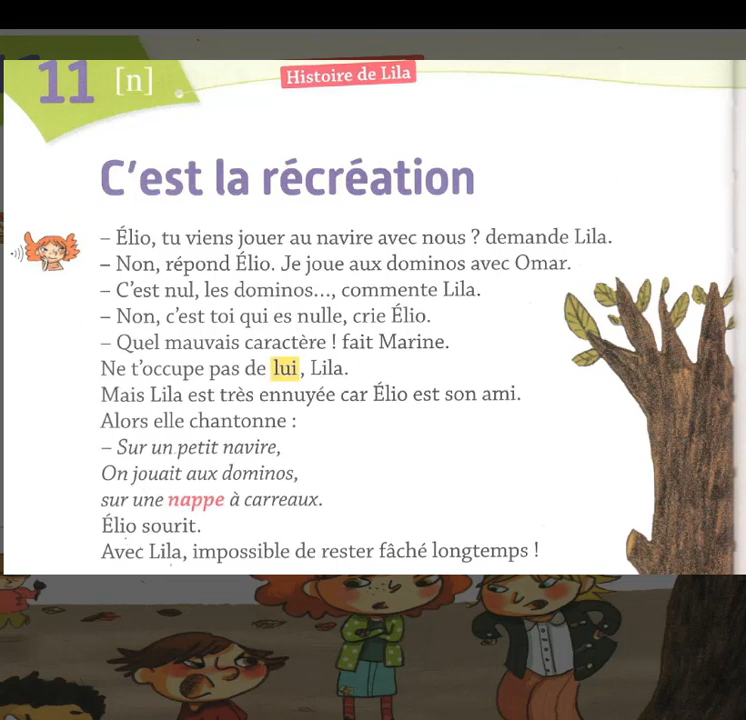 11 [n]
Histoire de Lila
C'est la récréation
– Élio, tu viens jouer au navire avec nous ? demande Lila.
– Non, répond Élio. Je joue aux dominos avec Omar.
– C'est nul, les dominos..., commente Lila.
– Non, c'est toi qui es nulle, crie Élio.
– Quel mauvais caractère ! fait Marine.
Ne t'occupe pas de lui, Lila.
Mais Lila est très ennuyée car Élio est son ami.
Alors elle chantonne :
– Sur un petit navire,
On jouait aux dominos,
sur une nappe à carreaux.
Élio sourit.
Avec Lila, impossible de rester fâché longtemps !